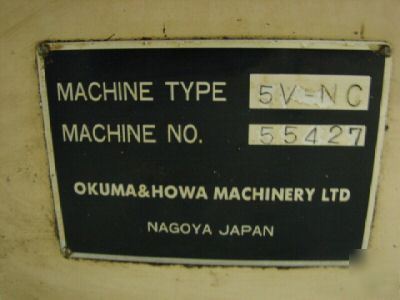 MACHINE TYPE 5V-NC
MACHINE NO. 55427
OKUMA&HOWA MACHINERY LTD
NAGOYA JAPAN